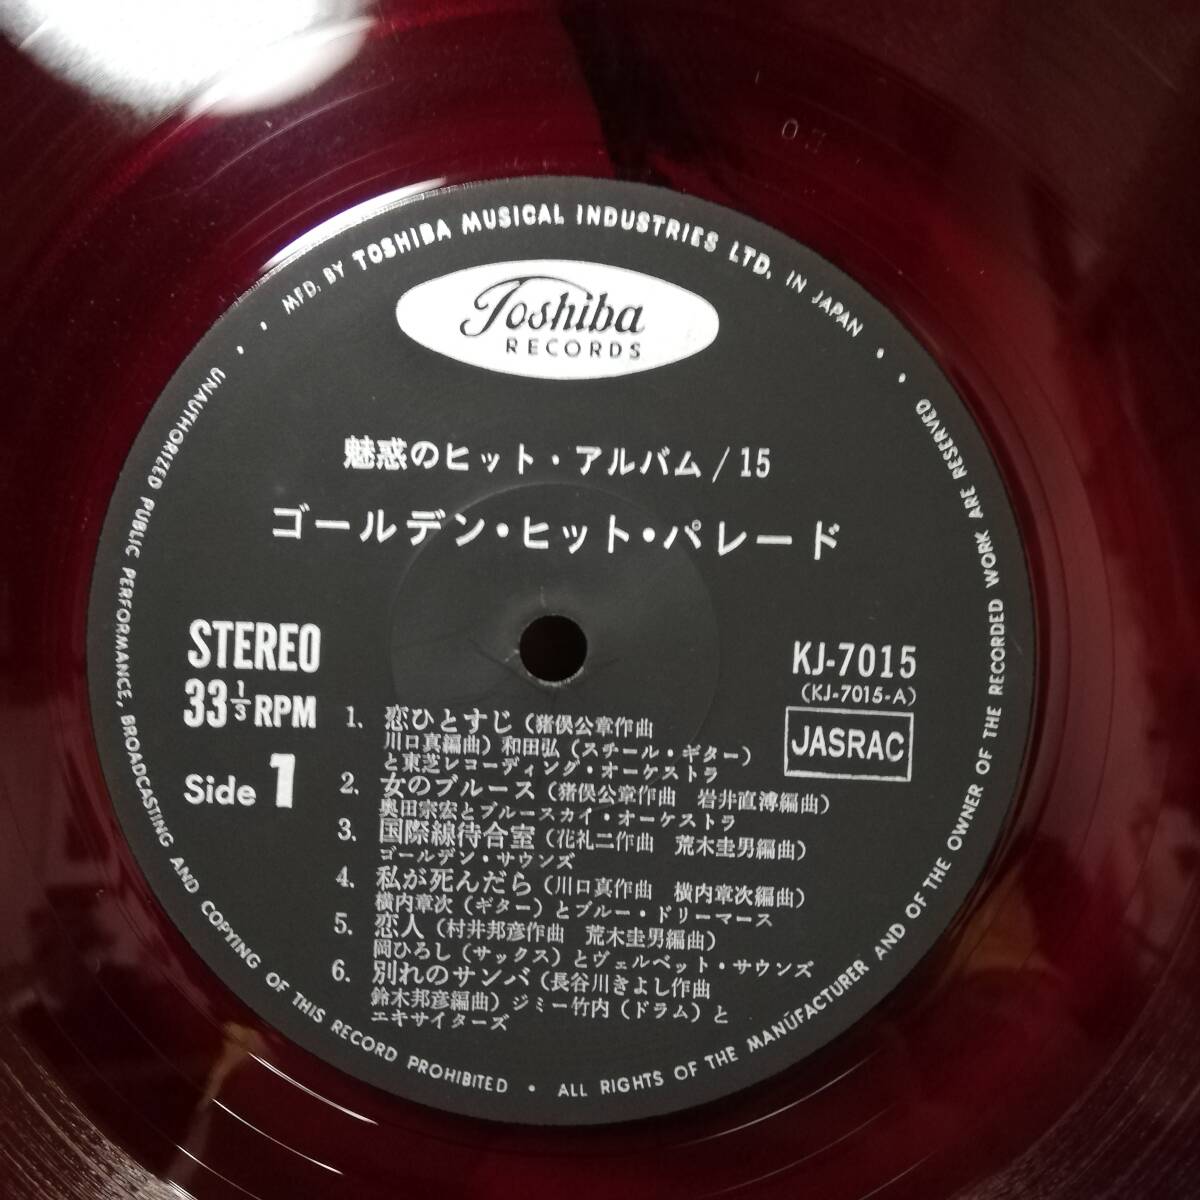 MFD. BY TOSHIBA MUSICAL INDUSTRIES LTD. IN JAPAN
Toshiba
RECORDS
魅惑のヒット・アルバム/15
ゴールデン・ヒット・パレード
STEREO
33 1/3 RPM
Side 1
KJ-7015
(KJ-7015-A)
JASRAC
1. 恋ひとすじ(猪俣公章作曲
川口真編曲)和田弘(スチール・ギター)
と東芝レコーディング・オーケストラ
2. 女のブルース(猪俣公章作曲 岩井直溥編曲)
奥田宗宏とブルースカイ・オーケストラ
3. 国際線待合室(花礼二作曲 荒木圭男編曲)
ゴールデン・サウンズ
4. 私が死んだら(川口真作曲 横内章次編曲)
横内章次(ギター)とブルー・ドリーマース
5. 恋人(村井邦彦作曲 荒木圭男編曲)
岡ひろし(サックス)とヴェルベット・サウンズ
6. 別れのサンバ(長谷川きよし作曲
鈴木邦彦編曲)ジミー竹内(ドラム)と
エキサイターズ
UNAUTHORIZED PUBLIC PERFORMANCE, BROADCASTING AND COPYING OF THIS RECORD PROHIBITED • ALL RIGHTS OF THE MANUFACTURER AND OF THE OWNER OF THE RECORDED WORK ARE RESERVED